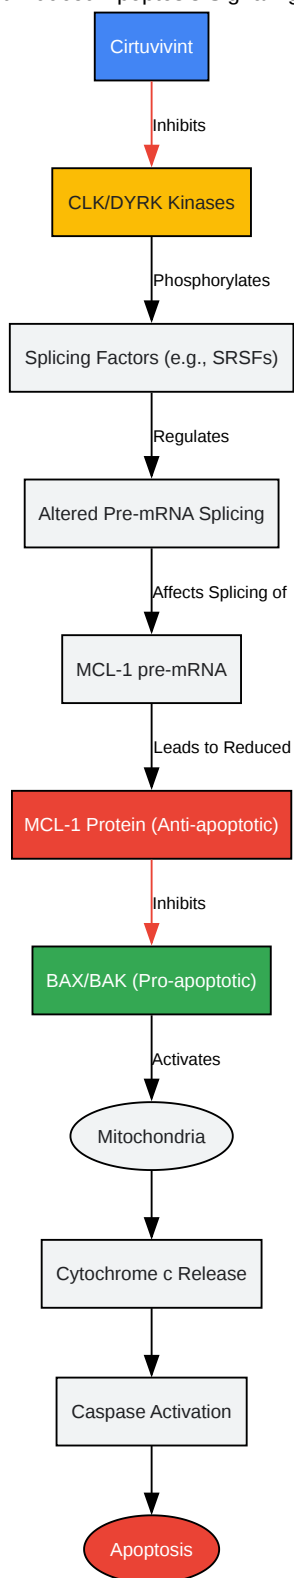 Cirtuvivint
Inhibits
CLK/DYRK Kinases
Phosphorylates
Splicing Factors (e.g., SRSFs)
Regulates
Altered Pre-mRNA Splicing
Affects Splicing of
MCL-1 pre-mRNA
Leads to Reduced
MCL-1 Protein (Anti-apoptotic)
Inhibits
BAX/BAK (Pro-apoptotic)
Activates
Mitochondria
Cytochrome c Release
Caspase Activation
Apoptosis